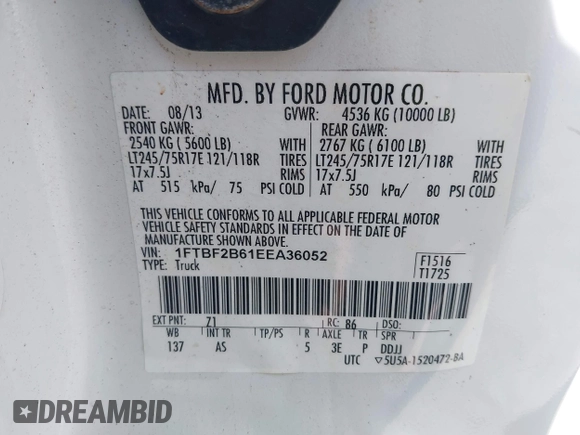 MFD. BY FORD MOTOR CO.
DATE: 08/13 GVWR: 4536 KG (10000 LB)
FRONT GAWR: REAR GAWR:
2540 KG ( 5600 LB) WITH 2767 KG ( 6100 LB) WITH
LT245/75R17E 121/118R TIRES LT245/75R17E 121/118R TIRES
17x7.5J RIMS 17x7.5J RIMS
AT 515 kPa/ 75 PSI COLD AT 550 kPa/ 80 PSI COLD
THIS VEHICLE CONFORMS TO ALL APPLICABLE FEDERAL MOTOR
VEHICLE SAFETY STANDARDS IN EFFECT ON THE DATE OF
MANUFACTURE SHOWN ABOVE.
VIN: 1FTBF2B61EEA36052
TYPE: Truck
F1516
T1725
EXT PNT: Z1 RC: 86 DSO:
WB INT TR TP/PS R AXLE TR SPR
137 AS 5 3E P DDJJ
UTC ▽5U5A-1520472-BA
DREAMBID